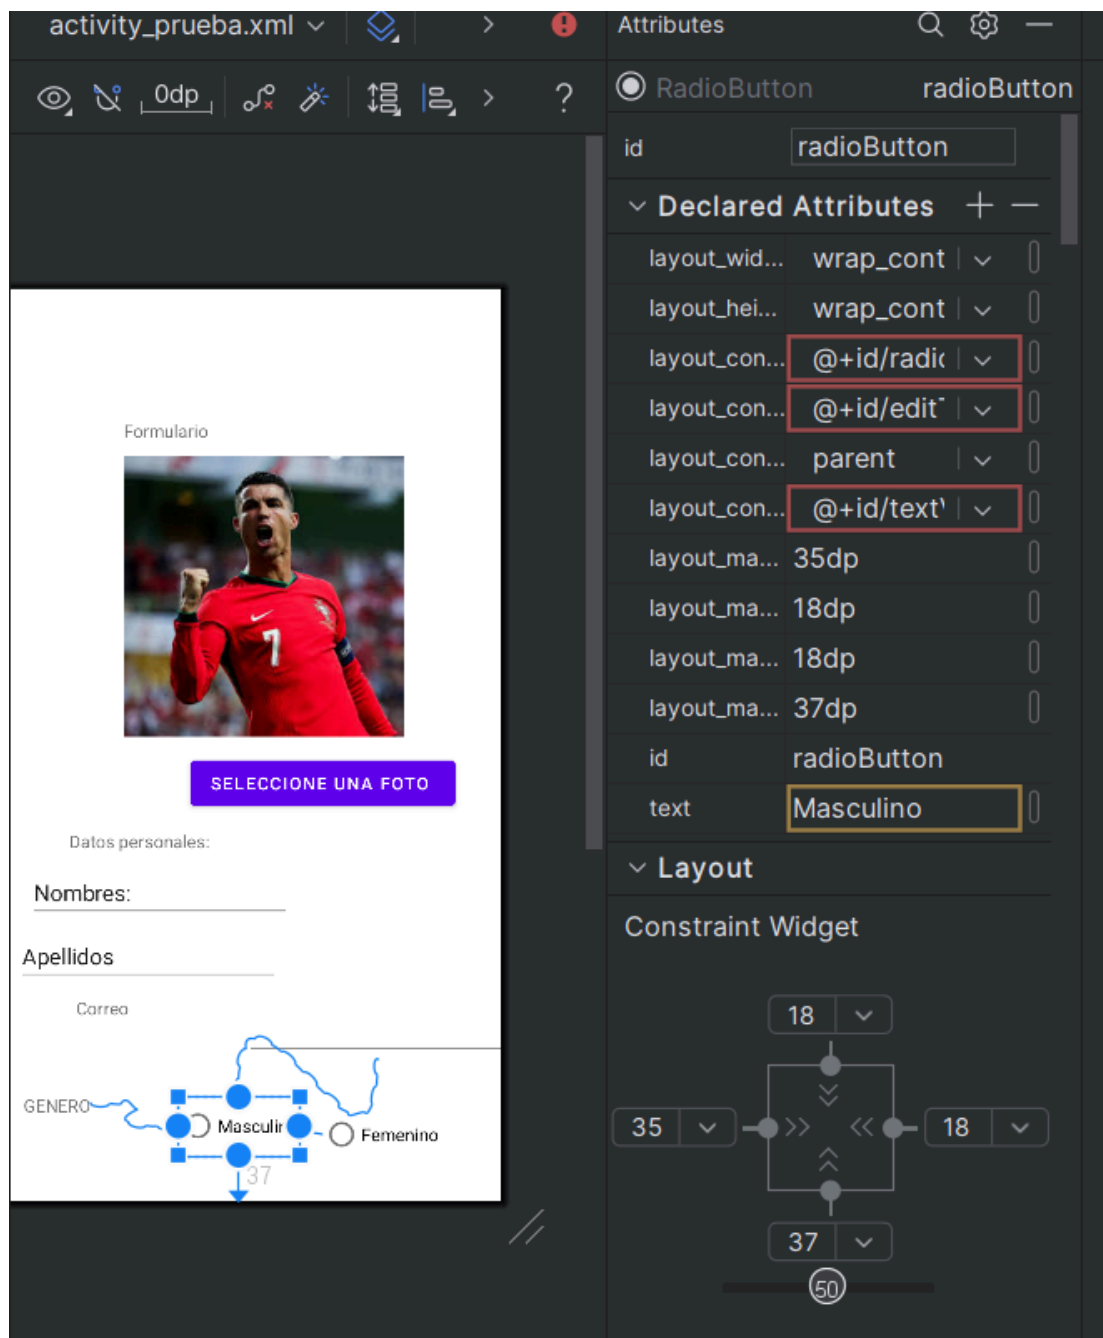 activity_prueba.xml
Attributes
0dp
?
RadioButton radioButton
id radioButton
Declared Attributes
layout_wid... wrap_cont
layout_hei... wrap_cont
layout_con... @+id/radic
layout_con... @+id/edit
layout_con... parent
layout_con... @+id/text
layout_ma... 35dp
layout_ma... 18dp
layout_ma... 18dp
layout_ma... 37dp
id radioButton
text Masculino
Layout
Constraint Widget
18
35
18
37
50
Formulario
7
SELECCIONE UNA FOTO
Datos personales:
Nombres:
Apellidos
Correo
GENERO
Masculir
Femenino
37